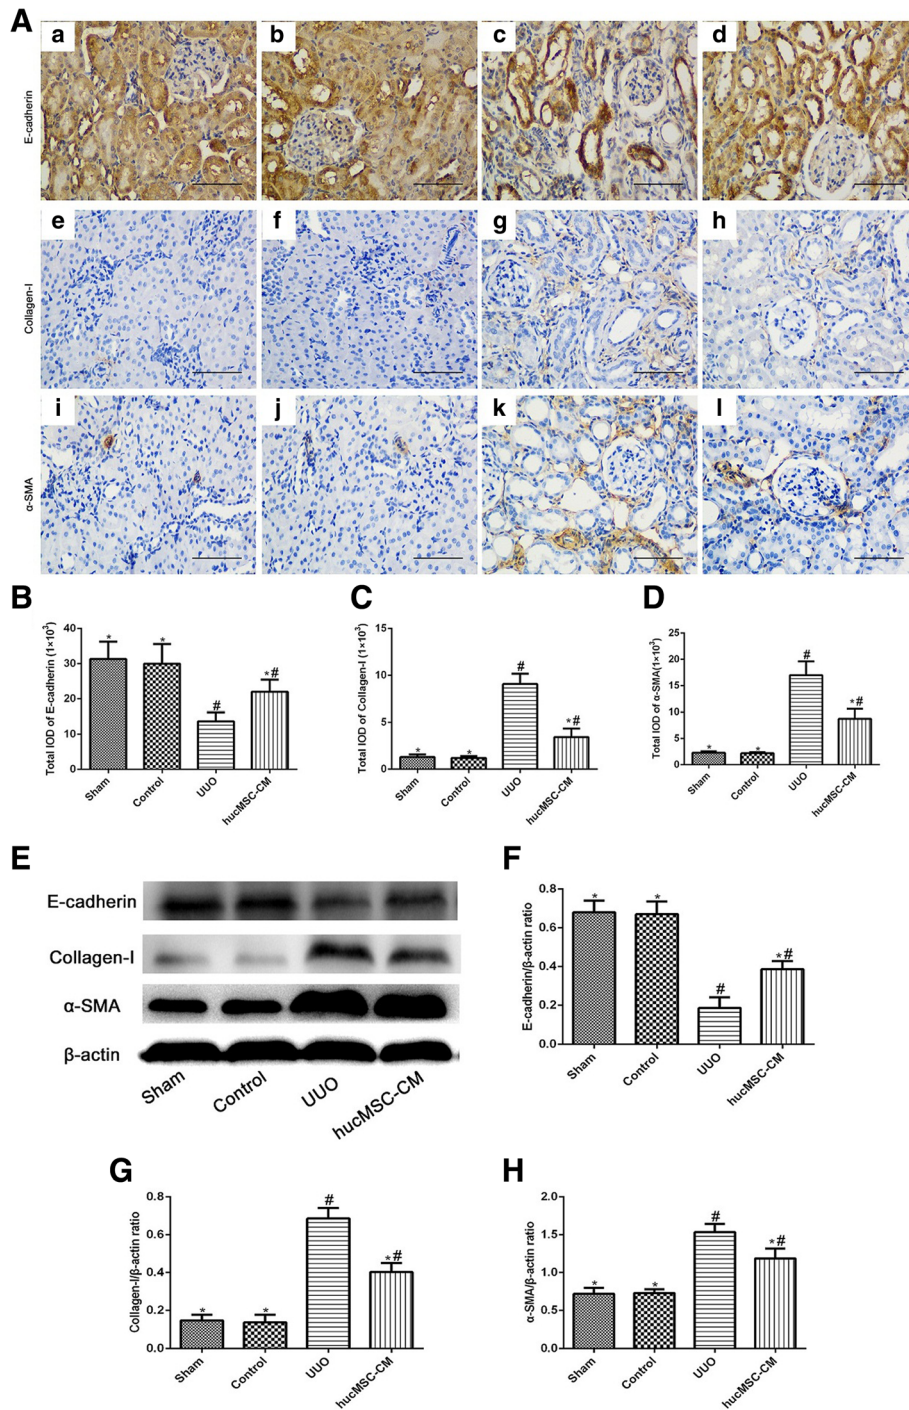 A
a
b
c
d
E-cadherin
e
f
g
h
Collagen-I
i
j
k
l
α-SMA
B
Total IOD of E-cadherin (1×10³)
40
30
20
10
0
*
*
#
*#
Sham
Control
UUO
hucMSC-CM
C
Total IOD of Collagen-I (1×10³)
15
10
5
0
*
*
#
*#
Sham
Control
UUO
hucMSC-CM
D
Total IOD of α-SMA(1×10³)
25
20
15
10
5
0
*
*
#
*#
Sham
Control
UUO
hucMSC-CM
E
E-cadherin
Collagen-I
α-SMA
β-actin
Sham
Control
UUO
hucMSC-CM
F
E-cadherin/β-actin ratio
0.8
0.6
0.4
0.2
0.0
*
*
#
*#
Sham
Control
UUO
hucMSC-CM
G
Collagen-I/β-actin ratio
0.8
0.6
0.4
0.2
0.0
*
*
#
*#
Sham
Control
UUO
hucMSC-CM
H
α-SMA/β-actin ratio
2.0
1.5
1.0
0.5
0.0
*
*
#
*#
Sham
Control
UUO
hucMSC-CM